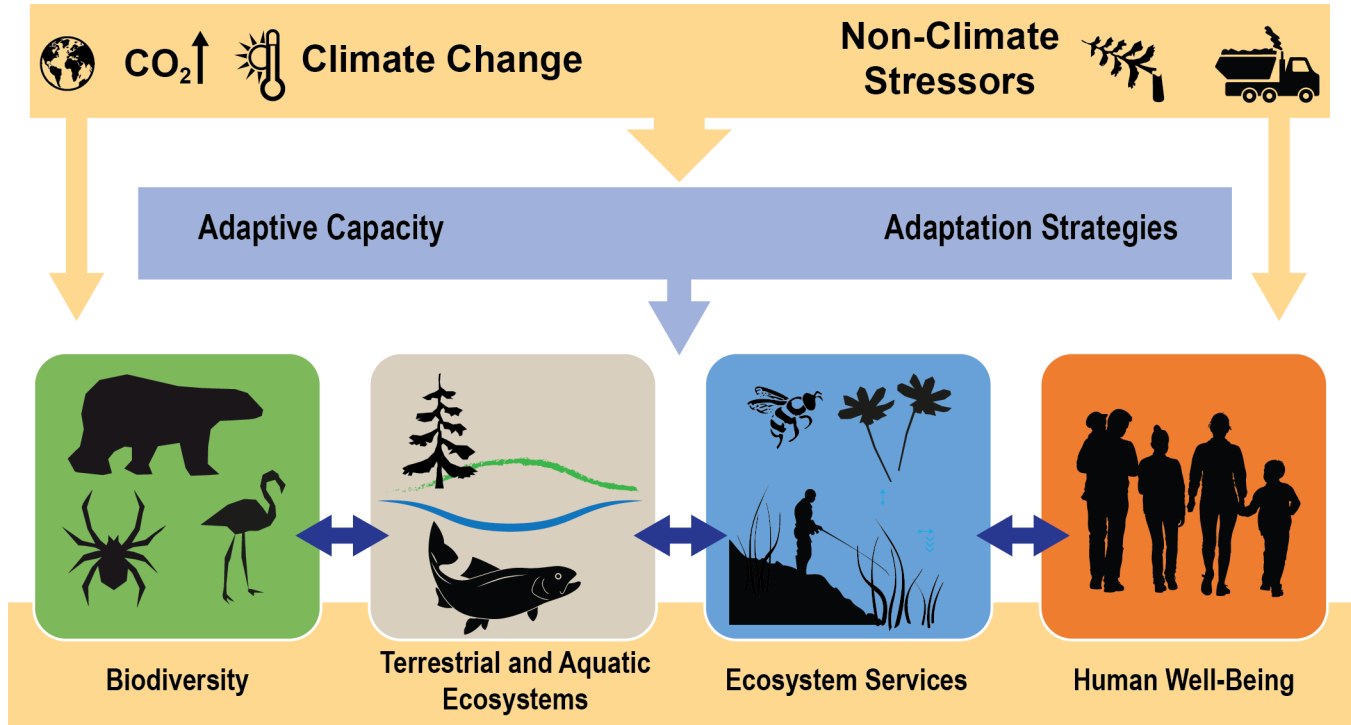 CO₂ Climate Change
Non-Climate
Stressors
Adaptive Capacity
Adaptation Strategies
Biodiversity
Terrestrial and Aquatic
Ecosystems
Ecosystem Services
Human Well-Being